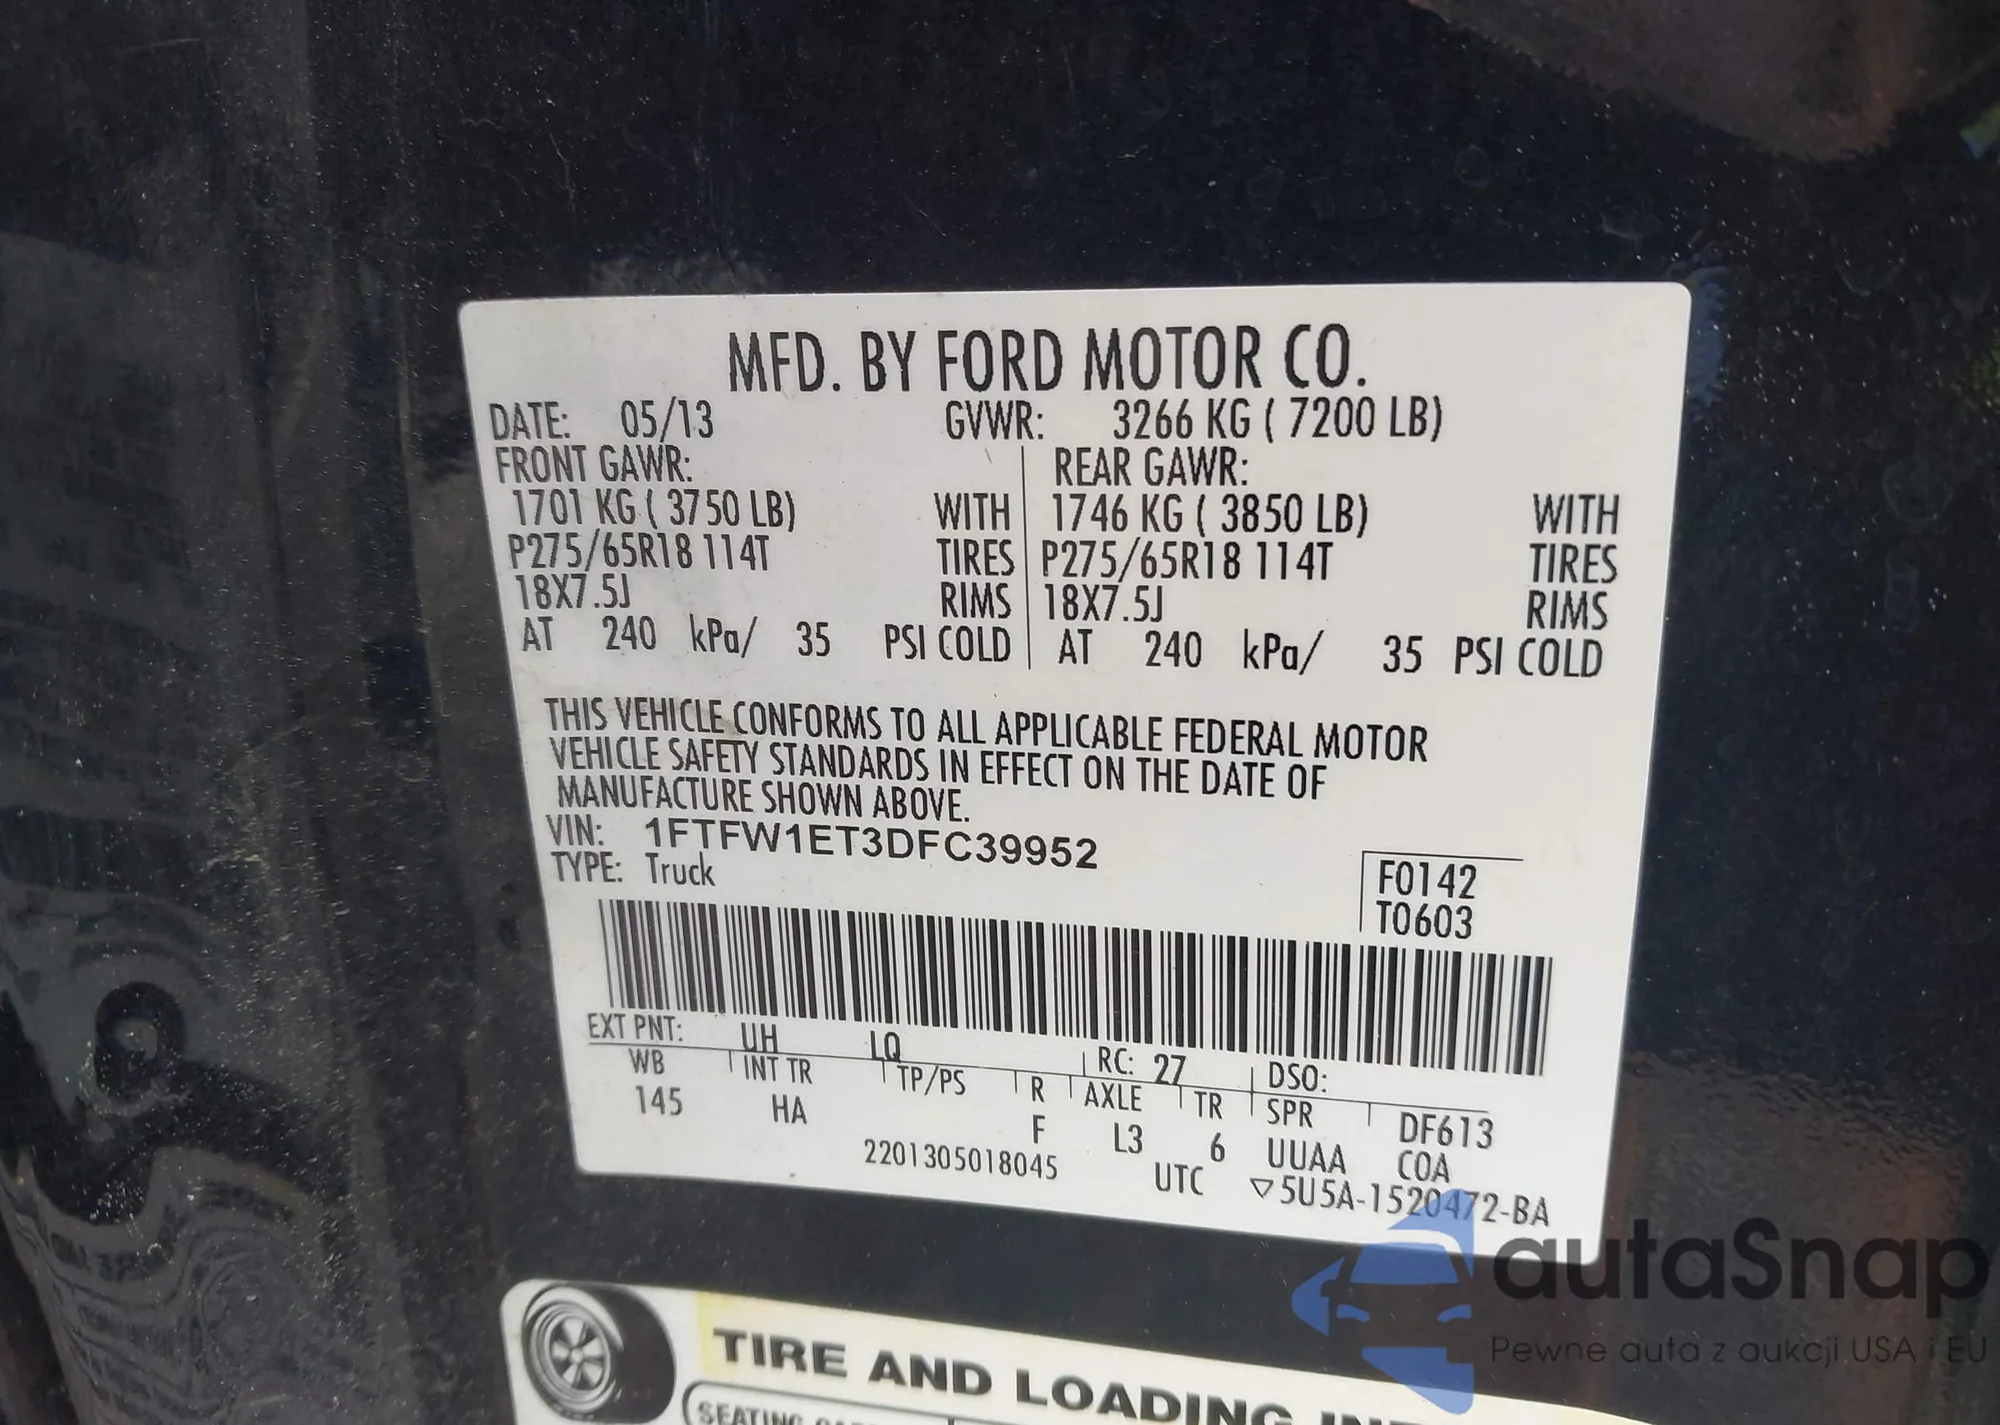 MFD. BY FORD MOTOR CO.
DATE: 05/13 GVWR: 3266 KG ( 7200 LB)
FRONT GAWR: REAR GAWR:
1701 KG ( 3750 LB) WITH 1746 KG ( 3850 LB) WITH
P275/65R18 114T TIRES P275/65R18 114T TIRES
18X7.5J RIMS 18X7.5J RIMS
AT 240 kPa/ 35 PSI COLD AT 240 kPa/ 35 PSI COLD
THIS VEHICLE CONFORMS TO ALL APPLICABLE FEDERAL MOTOR
VEHICLE SAFETY STANDARDS IN EFFECT ON THE DATE OF
MANUFACTURE SHOWN ABOVE.
VIN: 1FTFW1ET3DFC39952
TYPE: Truck
F0142
T0603
EXT PNT: UH LQ RC: 27 DSO:
WB INT TR TP/PS R AXLE TR SPR DF613
145 HA F L3 6 UUAA COA
2201305018045 UTC ▽5U5A-1520472-BA
autaSnap
Pewne auta z aukcji USA i EU
TIRE AND LOADING
SEATING